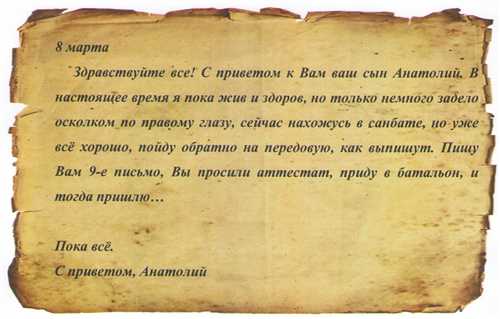 8 марта
Здравствуйте все! С приветом к Вам ваш сын Анатолий. В
настоящее время я пока жив и здоров, но только немного задело
осколком по правому глазу, сейчас нахожусь в санбате, но уже
всё хорошо, пойду обратно на передовую, как выпишут. Пишу
Вам 9-е письмо, Вы просили аттестат, приду в батальон, и
тогда пришлю...
Пока всё.
С приветом, Анатолий